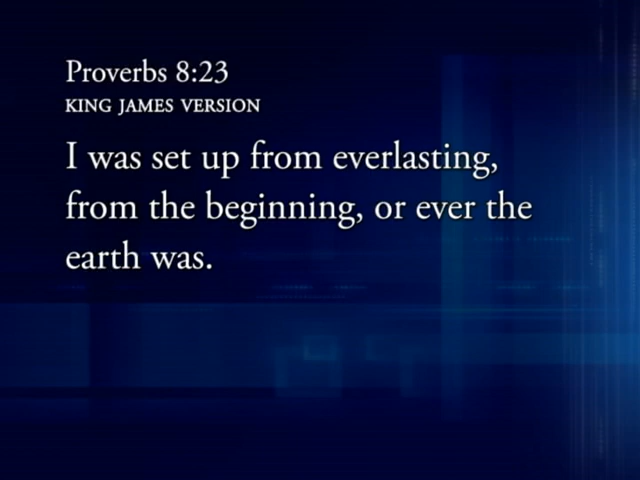 Proverbs 8:23
KING JAMES VERSION
I was set up from everlasting,
from the beginning, or ever the
earth was.